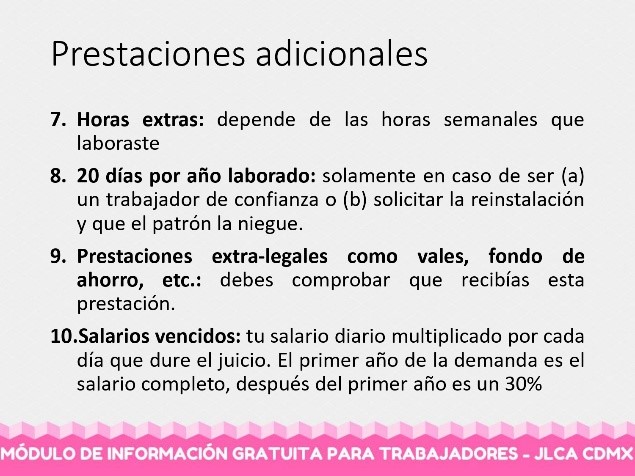 Prestaciones adicionales
7. Horas extras: depende de las horas semanales que
laboraste
8. 20 días por año laborado: solamente en caso de ser (a)
un trabajador de confianza o (b) solicitar la reinstalación
y que el patrón la niegue.
9. Prestaciones extra-legales como vales, fondo de
ahorro, etc.: debes comprobar que recibías esta
prestación.
10.Salarios vencidos: tu salario diario multiplicado por cada
día que dure el juicio. El primer año de la demanda es el
salario completo, después del primer año es un 30%
MÓDULO DE INFORMACIÓN GRATUITA PARA TRABAJADORES - JLCA CDMX